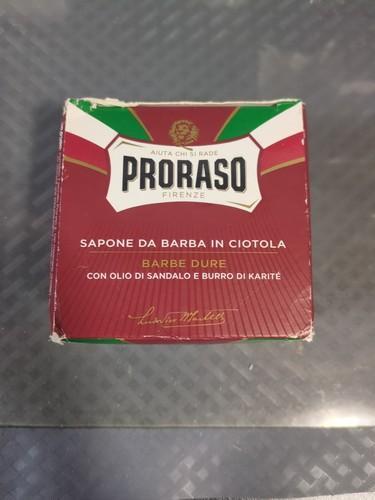 AIUTA CHI SI RADE
PRORASO
FIRENZE
SAPONE DA BARBA IN CIOTOLA
BARBE DURE
CON OLIO DI SANDALO E BURRO DI KARITÉ